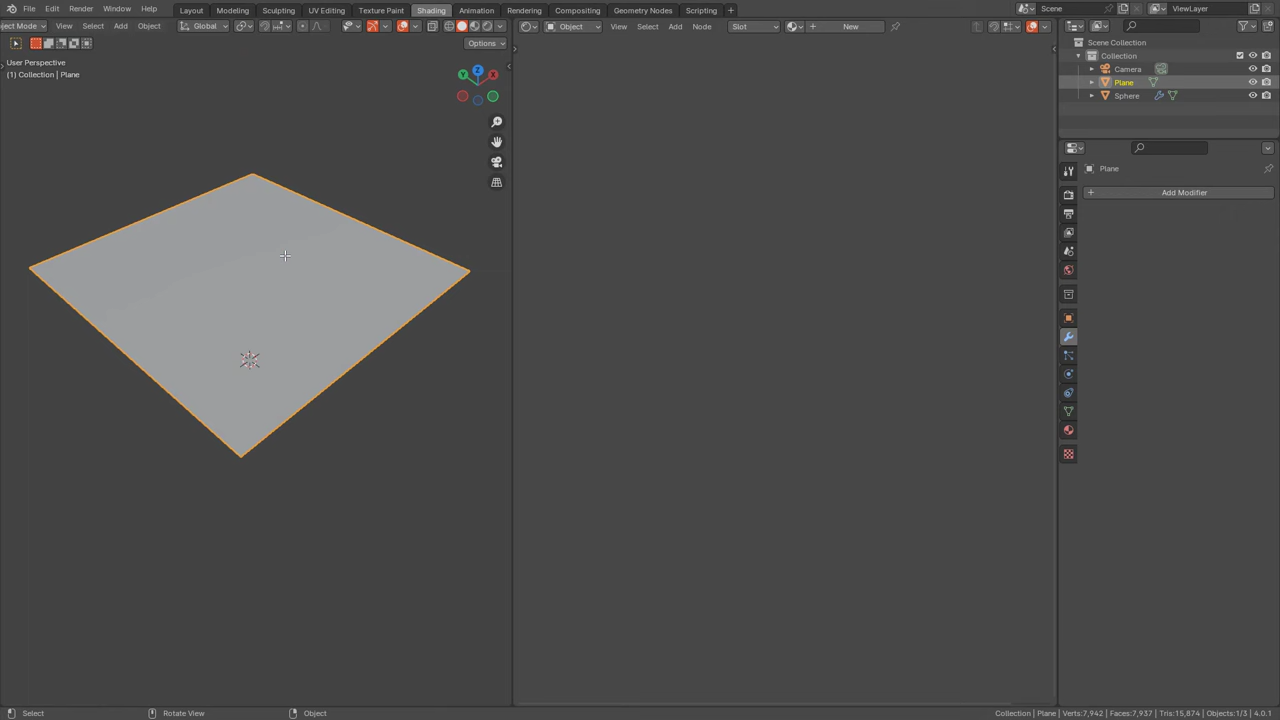 File Edit Render Window Help Layout Modeling Sculpting UV Editing Texture Paint Shading Animation Rendering Compositing Geometry Nodes Scripting + Scene ViewLayer
ect Mode View Select Add Object Global Object View Select Add Node Slot New
Options
User Perspective
(1) Collection | Plane
Z
Y
X
Scene Collection
Collection
Camera
Plane
Sphere
Plane
+ Add Modifier
Select Rotate View Object Collection | Plane | Verts:7,942 | Faces:7,937 | Tris:15,874 | Objects:1/3 | 4.0.1